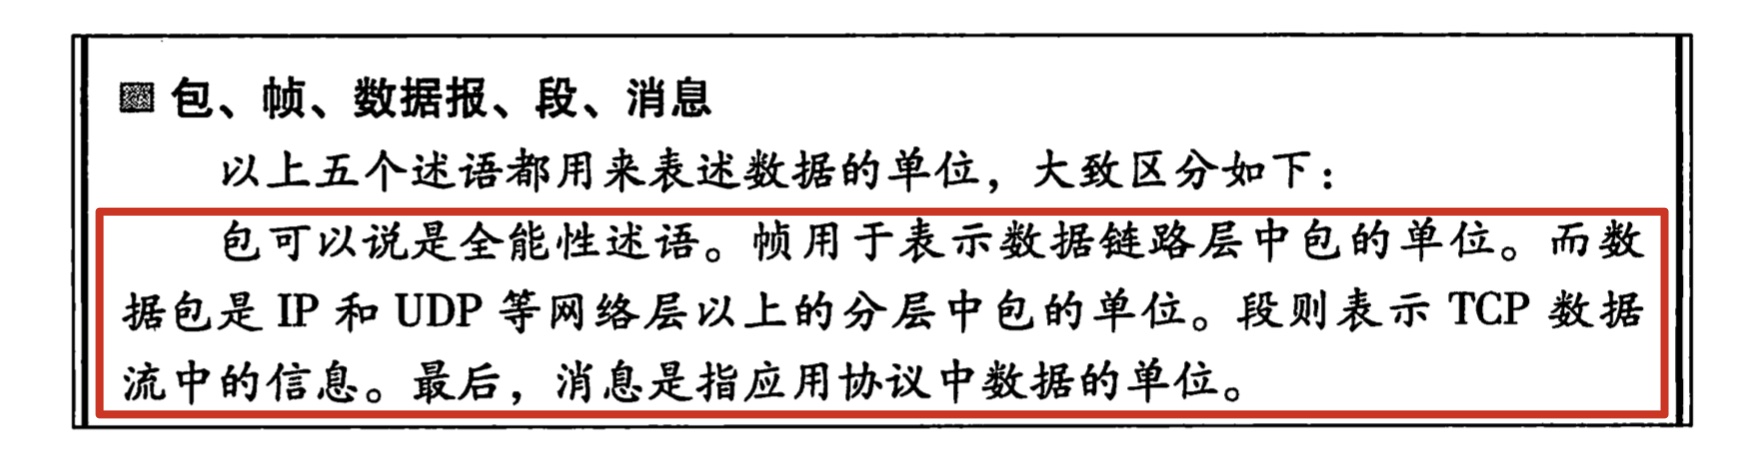 包、帧、数据报、段、消息
以上五个述语都用来表述数据的单位，大致区分如下：
包可以说是全能性述语。帧用于表示数据链路层中包的单位。而数
据包是 IP 和 UDP 等网络层以上的分层中包的单位。段则表示 TCP 数据
流中的信息。最后，消息是指应用协议中数据的单位。